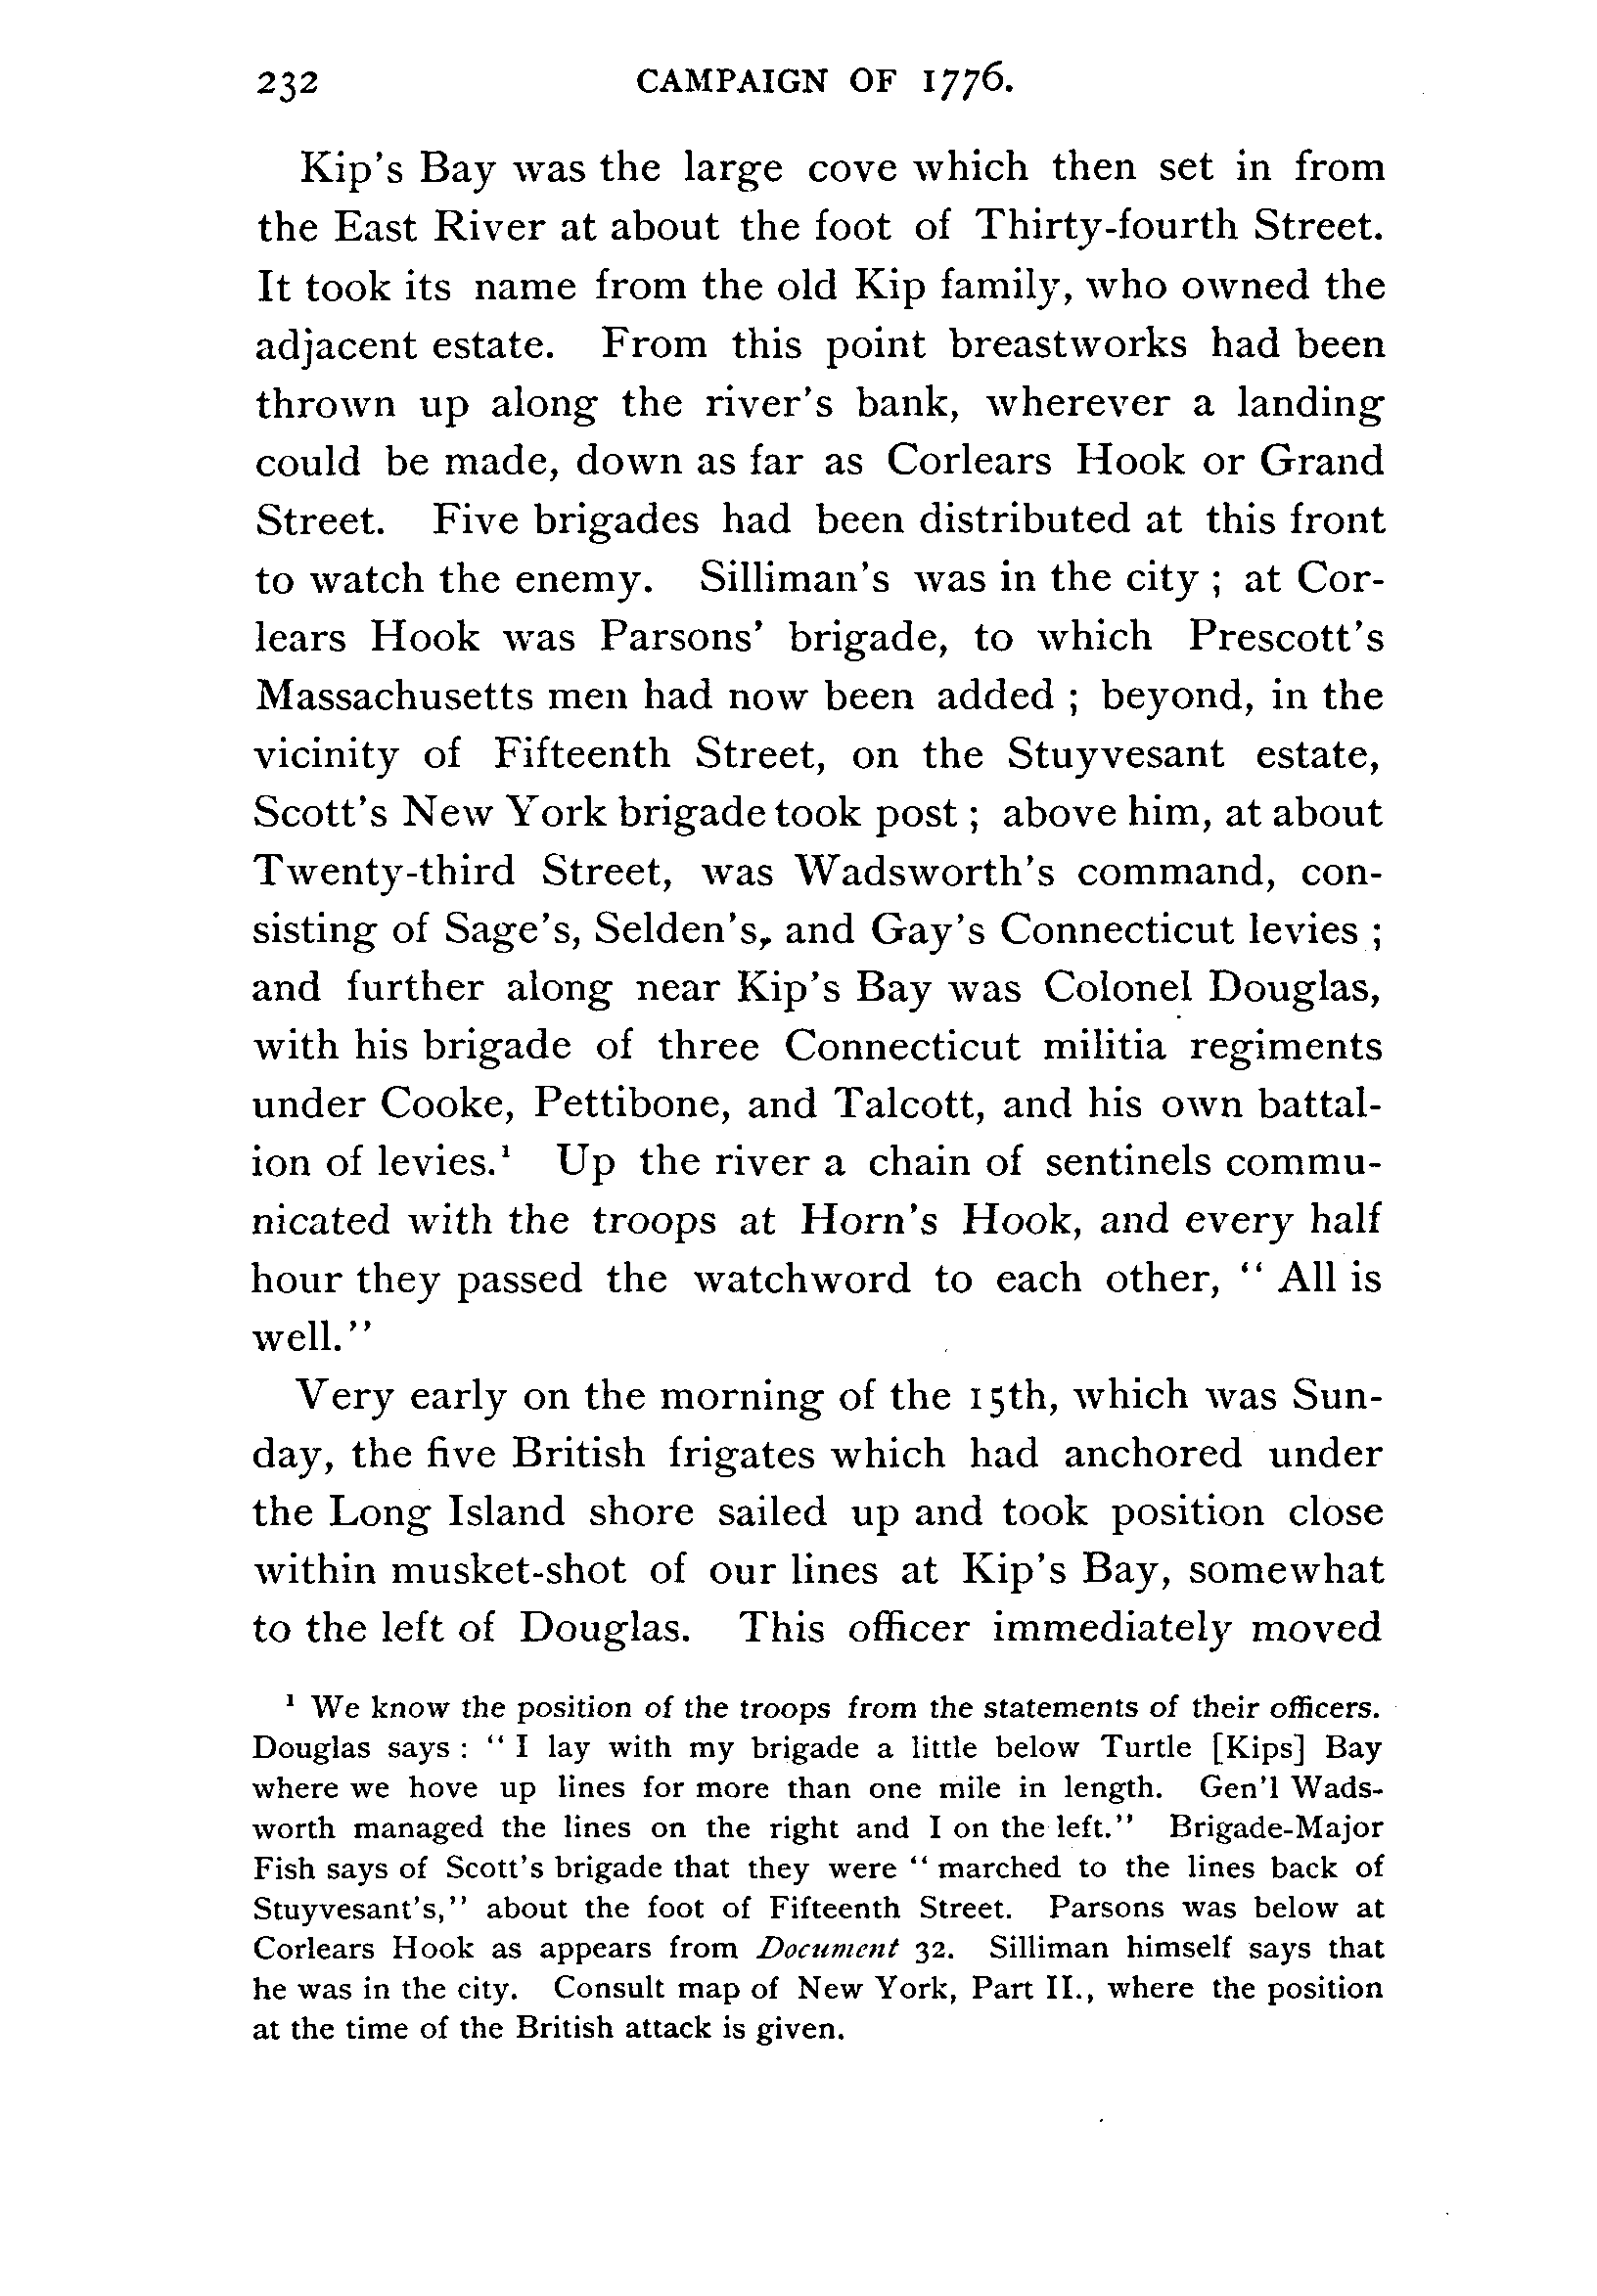 232 CAMPAIGN OF 1776.
Kip's Bay was the large cove which then set in from
the East River at about the foot of Thirty-fourth Street.
It took its name from the old Kip family, who owned the
adjacent estate. From this point breastworks had been
thrown up along the river's bank, wherever a landing
could be made, down as far as Corlears Hook or Grand
Street. Five brigades had been distributed at this front
to watch the enemy. Silliman's was in the city ; at Cor-
lears Hook was Parsons' brigade, to which Prescott's
Massachusetts men had now been added ; beyond, in the
vicinity of Fifteenth Street, on the Stuyvesant estate,
Scott's New York brigade took post ; above him, at about
Twenty-third Street, was Wadsworth's command, con-
sisting of Sage's, Selden's, and Gay's Connecticut levies ;
and further along near Kip's Bay was Colonel Douglas,
with his brigade of three Connecticut militia regiments
under Cooke, Pettibone, and Talcott, and his own battal-
ion of levies.¹ Up the river a chain of sentinels commu-
nicated with the troops at Horn's Hook, and every half
hour they passed the watchword to each other, “ All is
well.”
Very early on the morning of the 15th, which was Sun-
day, the five British frigates which had anchored under
the Long Island shore sailed up and took position close
within musket-shot of our lines at Kip's Bay, somewhat
to the left of Douglas. This officer immediately moved
¹ We know the position of the troops from the statements of their officers.
Douglas says : “ I lay with my brigade a little below Turtle [Kips] Bay
where we hove up lines for more than one mile in length. Gen'l Wads-
worth managed the lines on the right and I on the left.” Brigade-Major
Fish says of Scott's brigade that they were “ marched to the lines back of
Stuyvesant's,” about the foot of Fifteenth Street. Parsons was below at
Corlears Hook as appears from Document 32. Silliman himself says that
he was in the city. Consult map of New York, Part II., where the position
at the time of the British attack is given.